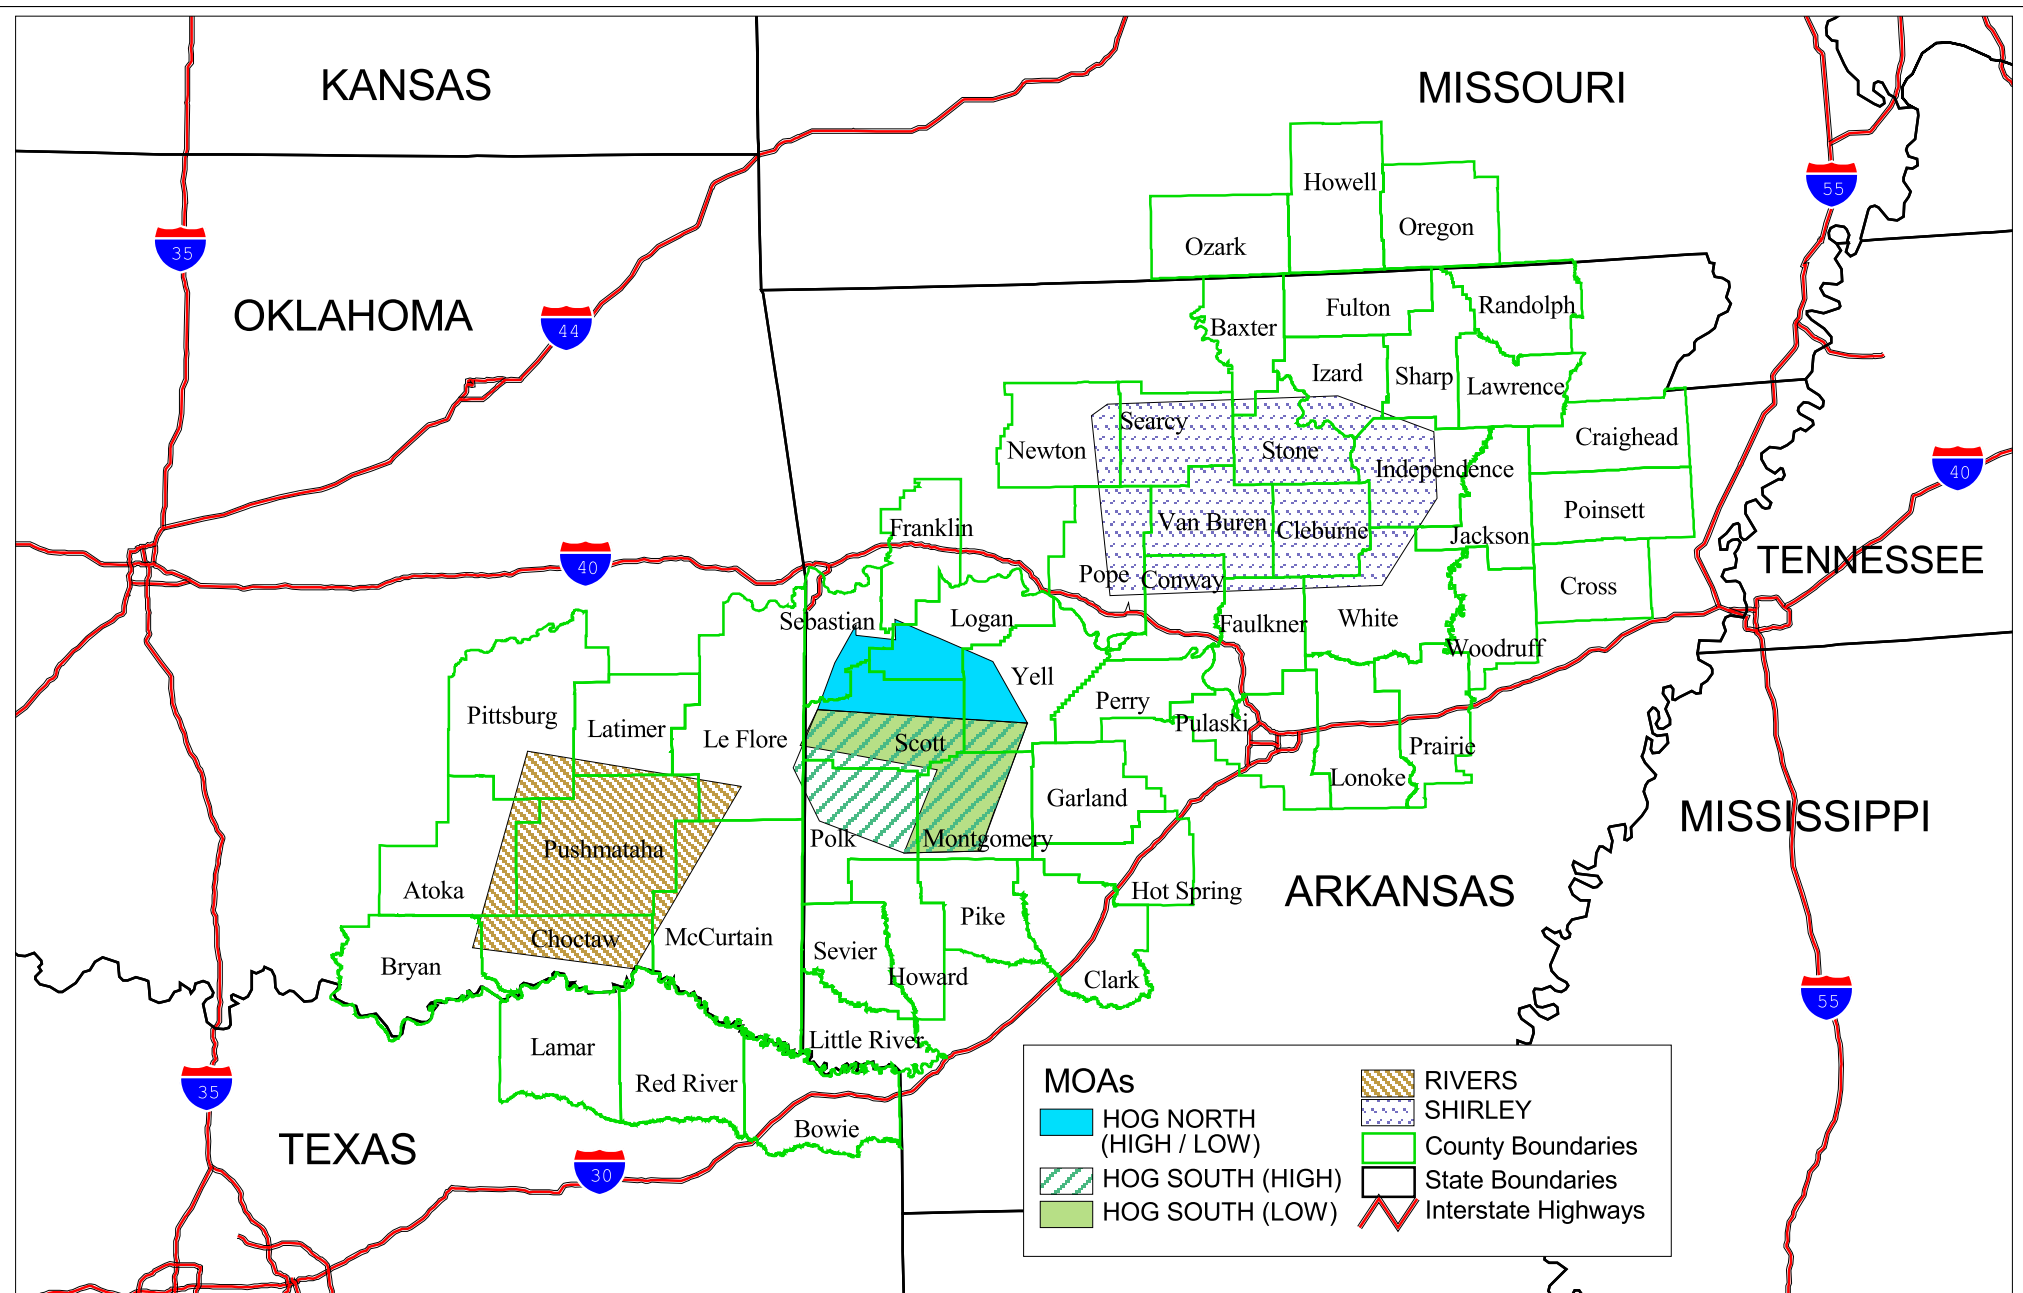 KANSAS
MISSOURI
Howell
55
Oregon
Ozark
35
OKLAHOMA
44
Fulton
Randolph
Baxter
Izard
Sharp
Lawrence
Searcy
Craighead
Newton
Stone
Independence
40
Poinsett
Franklin
Van Buren
Cleburne
Jackson
TENNESSEE
40
Pope
Conway
Cross
Sebastian
Logan
Faulkner
White
Woodruff
Yell
Perry
Pittsburg
Latimer
Le Flore
Scott
Pulaski
Prairie
Lonoke
Garland
MISSISSIPPI
Polk
Montgomery
Pushmataha
Atoka
Hot Spring
ARKANSAS
Pike
Choctaw
McCurtain
Sevier
Bryan
Howard
Clark
55
Lamar
Little River
35
Red River
Bowie
TEXAS
30
MOAs
HOG NORTH
(HIGH / LOW)
HOG SOUTH (HIGH)
HOG SOUTH (LOW)
RIVERS
SHIRLEY
County Boundaries
State Boundaries
Interstate Highways